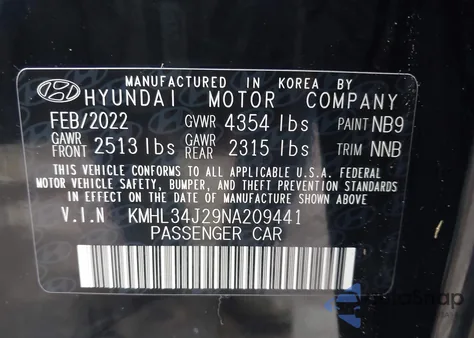 MANUFACTURED IN KOREA BY
HYUNDAI MOTOR COMPANY
FEB/2022 GVWR 4354 lbs PAINT NB9
GAWR FRONT 2513 lbs GAWR REAR 2315 lbs TRIM NNB
THIS VEHICLE CONFORMS TO ALL APPLICABLE U.S.A. FEDERAL
MOTOR VEHICLE SAFETY, BUMPER, AND THEFT PREVENTION STANDARDS
IN EFFECT ON THE DATE OF MANUFACTURE SHOWN ABOVE.
V.I.N KMHL34J29NA209441
PASSENGER CAR
AutoSnap